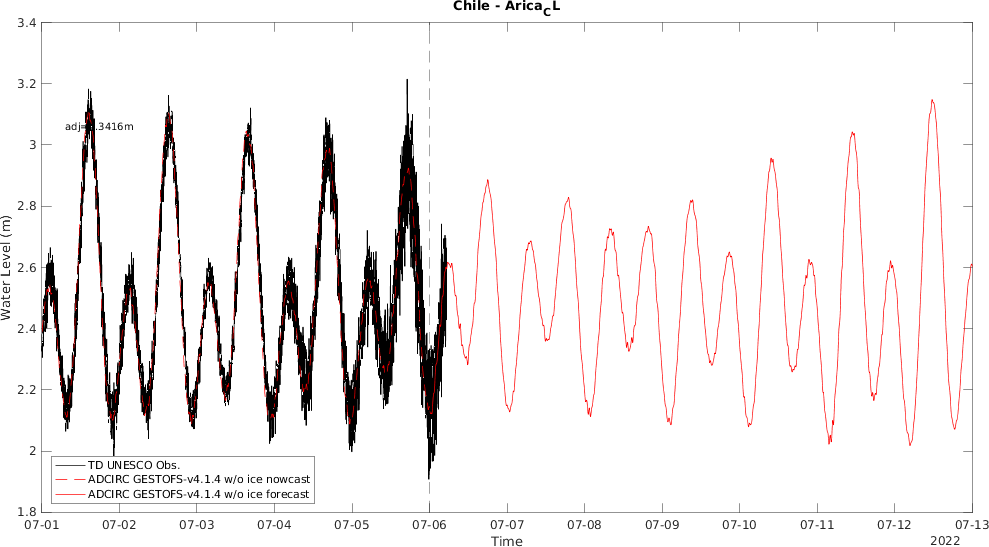 Chile - Arica_CL
3.4
3.2
3
2.8
2.6
2.4
2.2
2
1.8
Water Level (m)
adj= .3416m
TD UNESCO Obs.
ADCIRC GESTOFS-v4.1.4 w/o ice nowcast
ADCIRC GESTOFS-v4.1.4 w/o ice forecast
07-01 07-02 07-03 07-04 07-05 07-06 07-07 07-08 07-09 07-10 07-11 07-12 07-13
Time
2022